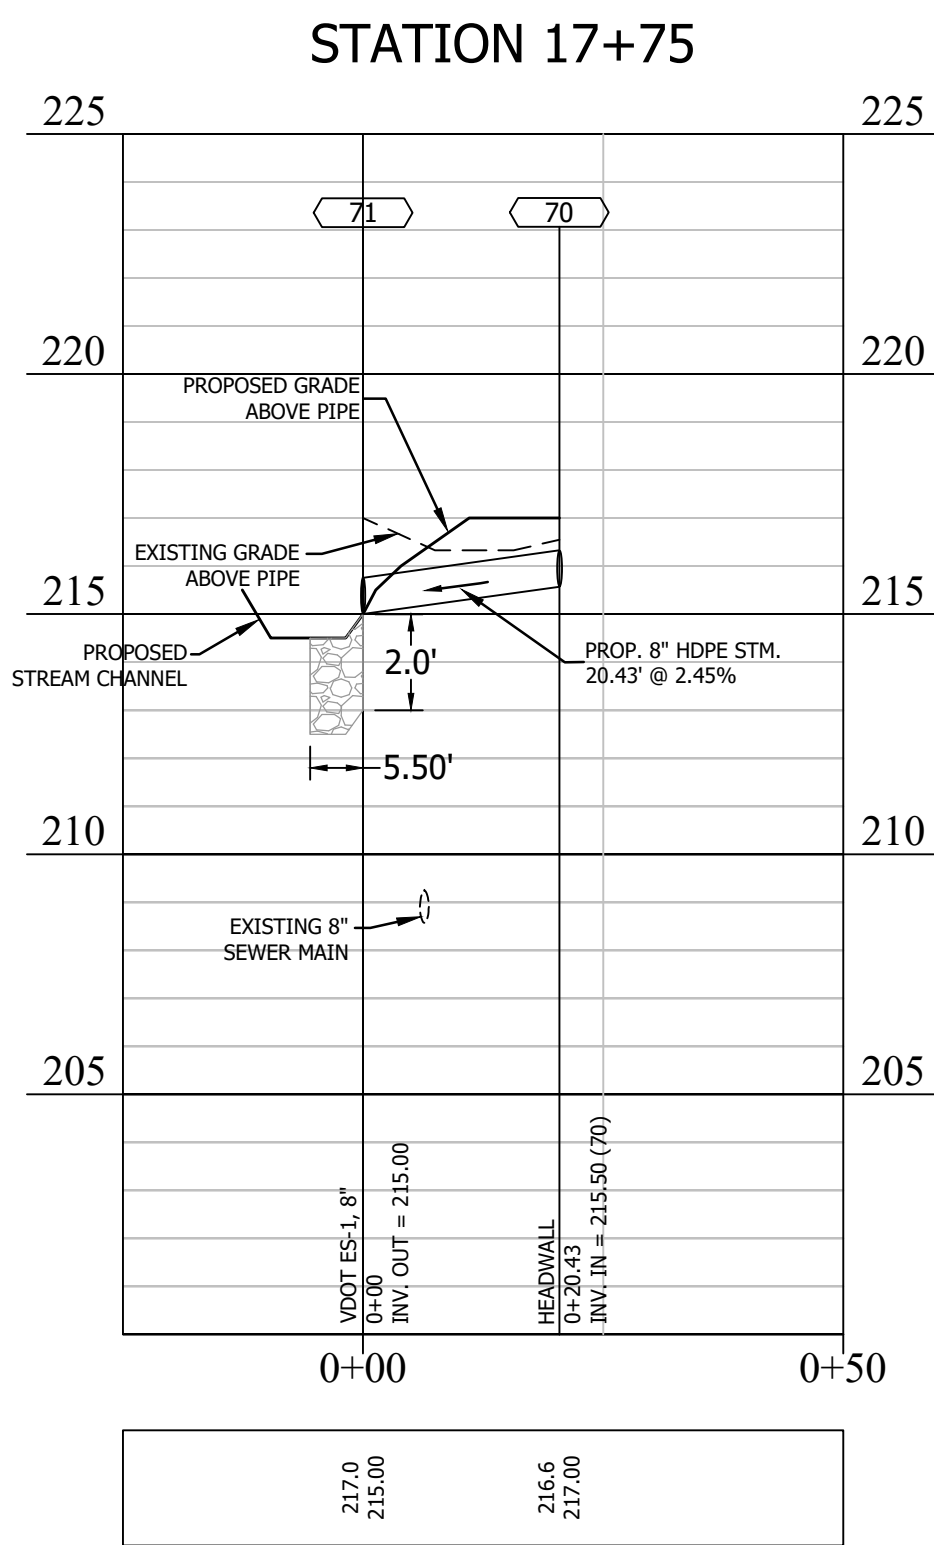 STATION 17+75
225 225
71 70
220 220
PROPOSED GRADE
ABOVE PIPE
EXISTING GRADE
ABOVE PIPE
215 215
PROPOSED
STREAM CHANNEL
2.0'
PROP. 8" HDPE STM.
20.43' @ 2.45%
5.50'
210 210
EXISTING 8"
SEWER MAIN
205 205
VDOT ES-1, 8"
0+00
INV. OUT = 215.00
HEADWALL
0+20.43
INV. IN = 215.50 (70)
0+00 0+50
217.0
215.00
216.6
217.00